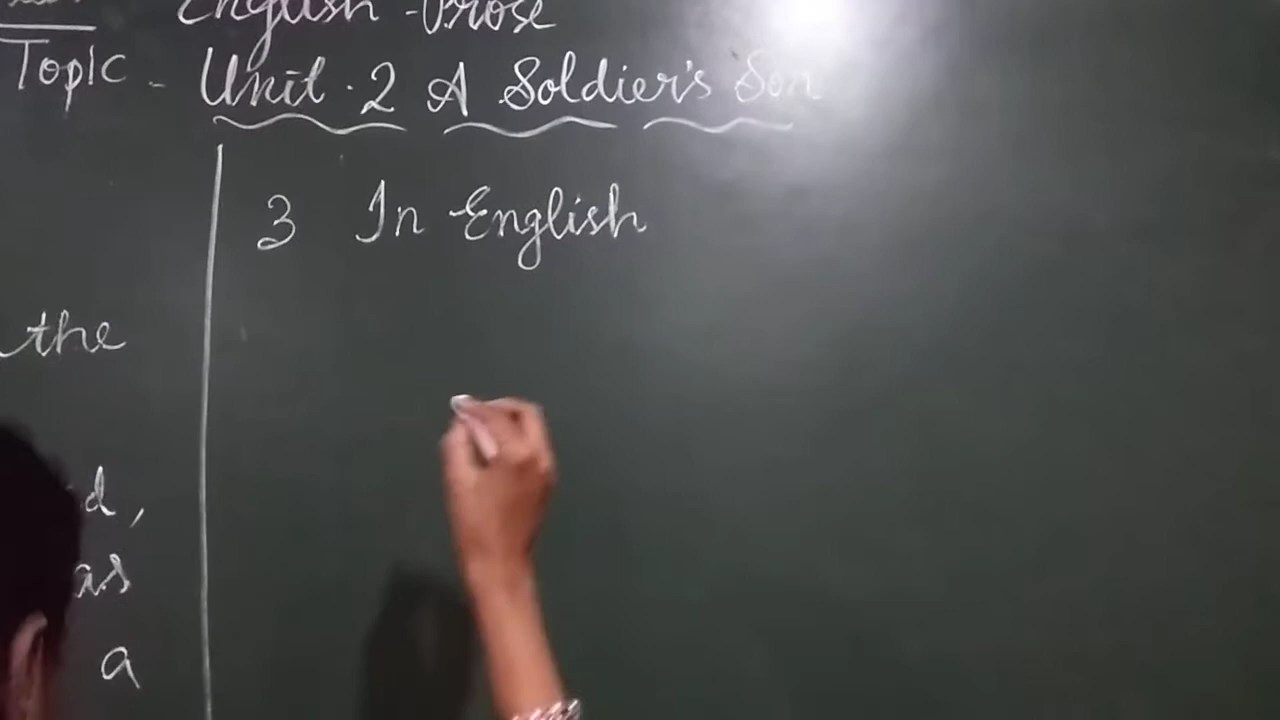 English - Prose
Topic - Unit . 2 A Soldier's Son
3 In English
the
d,
as
a